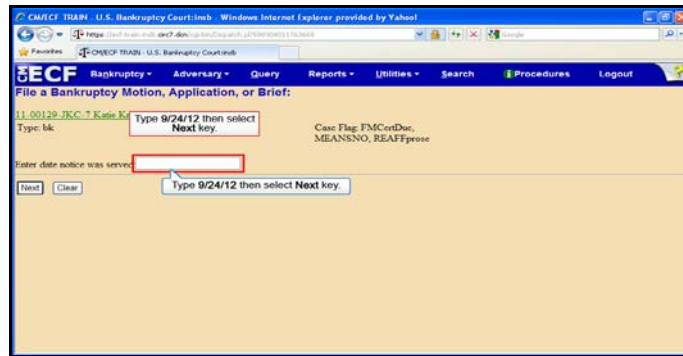 CM/ECF TRAIN - U.S. Bankruptcy Court:insb - Windows Internet Explorer provided by Yahoo!
Google
Favorites CM/ECF TRAIN - U.S. Bankruptcy Court:insb
ECF Bankruptcy Adversary Query Reports Utilities Search Procedures Logout ?
File a Bankruptcy Motion, Application, or Brief:
11-00129-JKC-7 Katie
Type: bk
Type 9/24/12 then select
Next key.
Case Flag: FMCertDue,
MEANSNO, REAFFprose
Enter date notice was served
Next Clear
Type 9/24/12 then select Next key.